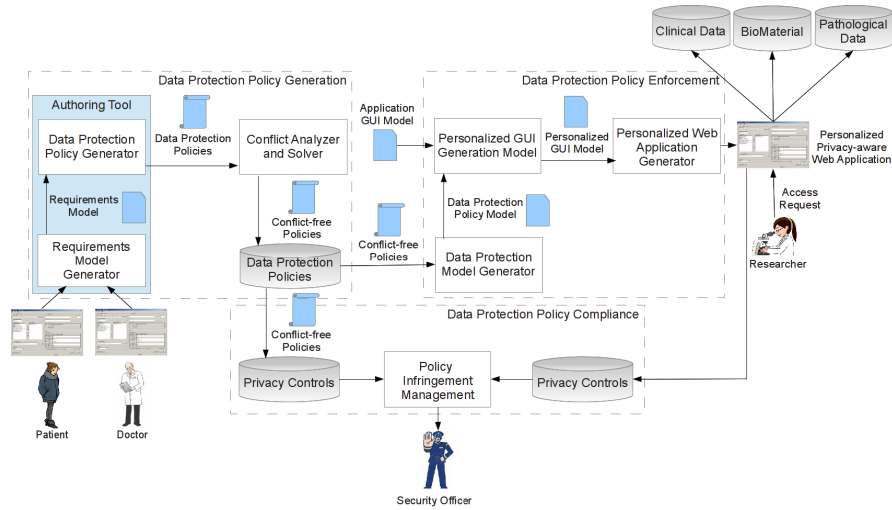 Clinical Data
BioMaterial
Pathological
Data
Data Protection Policy Generation
Data Protection Policy Enforcement
Authoring Tool
Data Protection
Policy Generator
Data Protection
Policies
Conflict Analyzer
and Solver
Application
GUI Model
Personalized GUI
Generation Model
Personalized
GUI Model
Personalized Web
Application
Generator
Personalized
Privacy-aware
Web Application
Requirements
Model
Requirements
Model
Generator
Conflict-free
Policies
Data Protection
Policies
Conflict-free
Policies
Data Protection
Policy Model
Data Protection
Model Generator
Access
Request
Researcher
Data Protection Policy Compliance
Conflict-free
Policies
Privacy Controls
Policy
Infringement
Management
Privacy Controls
Patient
Doctor
Security Officer